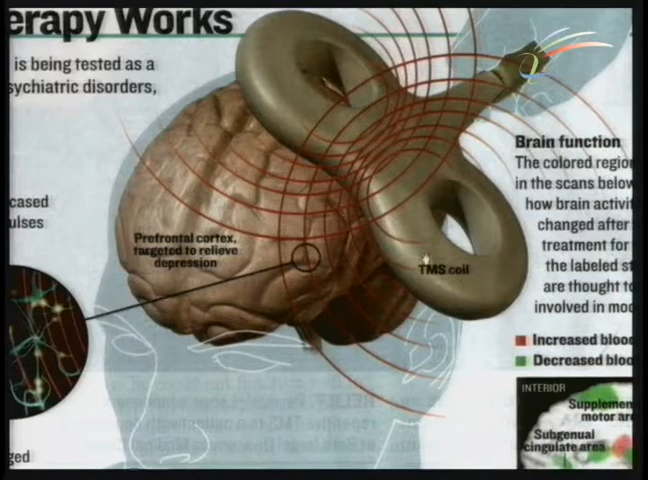 erapy Works
is being tested as a
sychiatric disorders,
cased
ulses
Prefrontal cortex,
targeted to relieve
depression
TMS coil
Brain function
The colored regio
in the scans below
how brain activit
changed after
treatment for
the labeled st
are thought to
involved in moo
Increased bloo
Decreased bloo
INTERIOR
Supplemen
motor ar
Subgenual
cingulate area
ged